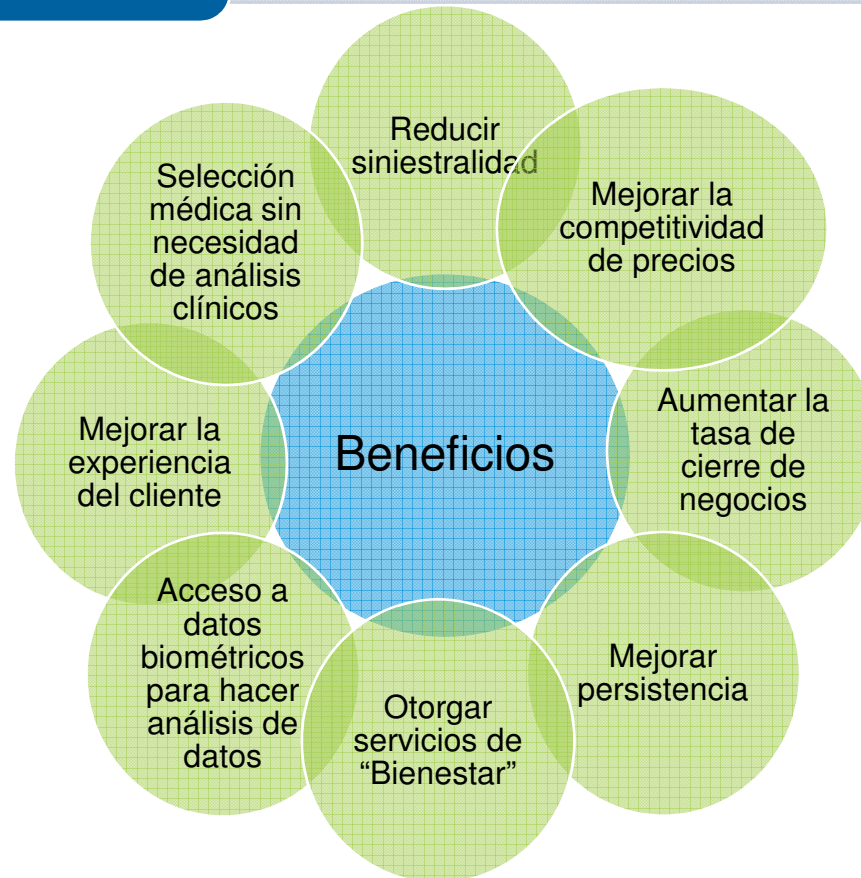 Reducir
siniestralidad
Mejorar la
competitividad
de precios
Aumentar la
tasa de
cierre de
negocios
Mejorar
persistencia
Otorgar
servicios de
“Bienestar”
Acceso a
datos
biométricos
para hacer
análisis de
datos
Mejorar la
experiencia
del cliente
Selección
médica sin
necesidad
de análisis
clínicos
Beneficios